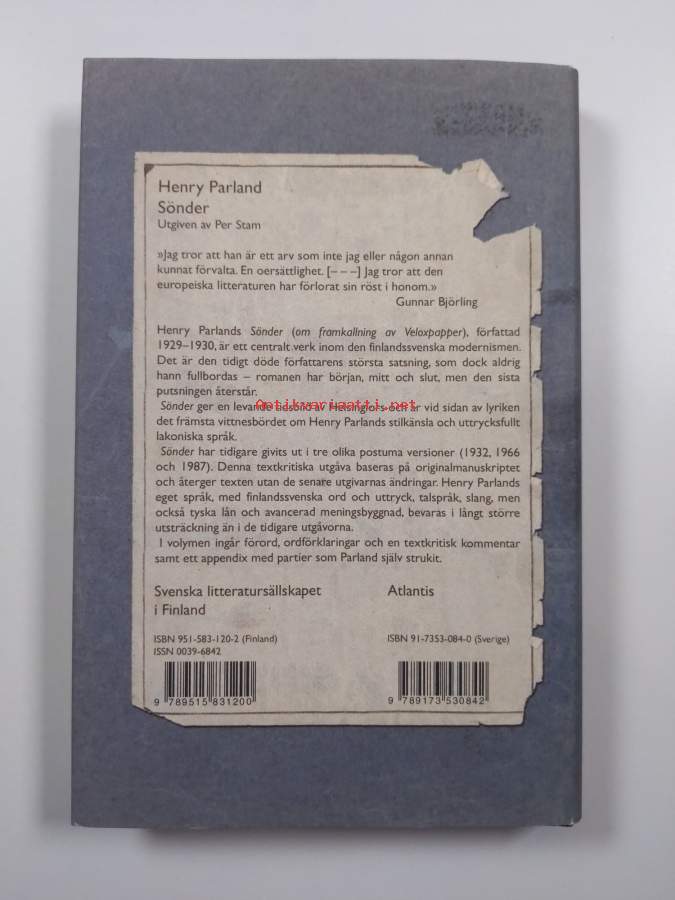 Henry Parland
Sönder
Utgiven av Per Stam
»Jag tror att han är ett arv som inte jag eller någon annan
kunnat förvalta. En oersättlighet. [– – –] Jag tror att den
europeiska litteraturen har förlorat sin röst i honom.»
Gunnar Björling
Henry Parlands Sönder (om framkallning av Veloxpapper), författad
1929–1930, är ett centralt verk inom den finlandssvenska modernismen.
Det är den tidigt döde författarens största satsning, som dock aldrig
hann fullbordas – romanen har början, mitt och slut, men den sista
putsningen återstår.
antikvariaatti.net
Sönder ger en levande tidsbild av Helsingfors och är vid sidan av lyriken
det främsta vittnesbördet om Henry Parlands stilkänsla och uttrycksfullt
lakoniska språk.
Sönder har tidigare givits ut i tre olika postuma versioner (1932, 1966
och 1987). Denna textkritiska utgåva baseras på originalmanuskriptet
och återger texten utan de senare utgivarnas ändringar. Henry Parlands
eget språk, med finlandssvenska ord och uttryck, talspråk, slang, men
också tyska lån och avancerad meningsbyggnad, bevaras i långt större
utsträckning än i de tidigare utgåvorna.
I volymen ingår förord, ordförklaringar och en textkritisk kommentar
samt ett appendix med partier som Parland själv strukit.
Svenska litteratursällskapet
i Finland
Atlantis
ISBN 951-583-120-2 (Finland)
ISSN 0039-6842
ISBN 91-7353-084-0 (Sverige)
9 789515 831200
9 789173 530842